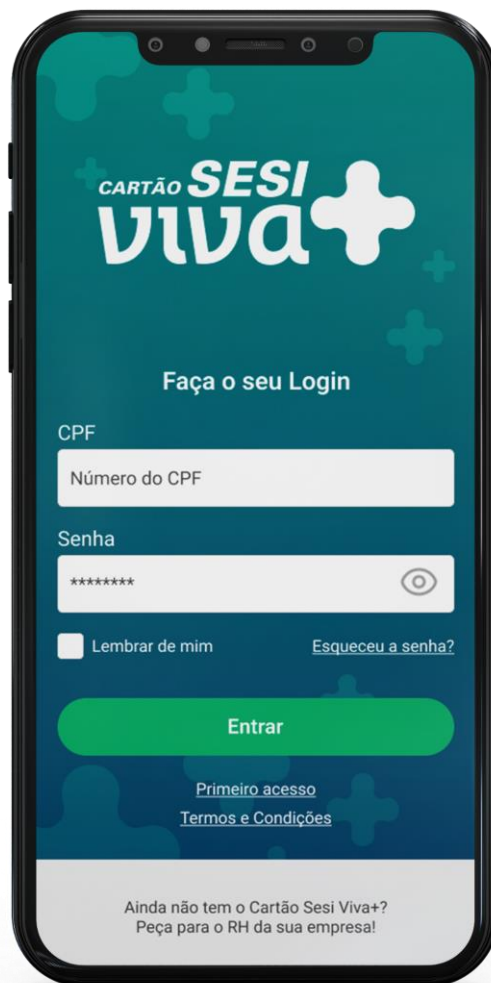 CARTÃO SESI
viva+
Faça o seu Login
CPF
Número do CPF
Senha
********
Lembrar de mim
Esqueceu a senha?
Entrar
Primeiro acesso
Termos e Condições
Ainda não tem o Cartão Sesi Viva+?
Peça para o RH da sua empresa!